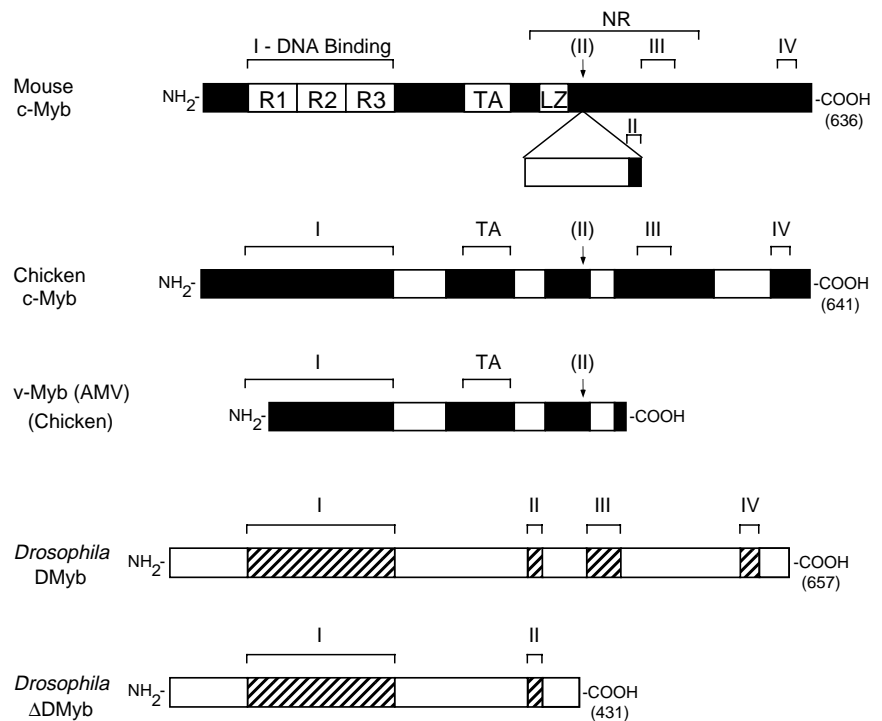 NR
I - DNA Binding (II) III IV
Mouse
c-Myb
NH2- R1 R2 R3 TA LZ -COOH
(636)
II
I TA (II) III IV
Chicken
c-Myb
NH2- -COOH
(641)
I TA (II)
v-Myb (AMV)
(Chicken)
NH2- -COOH
I II III IV
Drosophila
DMyb
NH2- -COOH
(657)
I II
Drosophila
ΔDMyb
NH2- -COOH
(431)